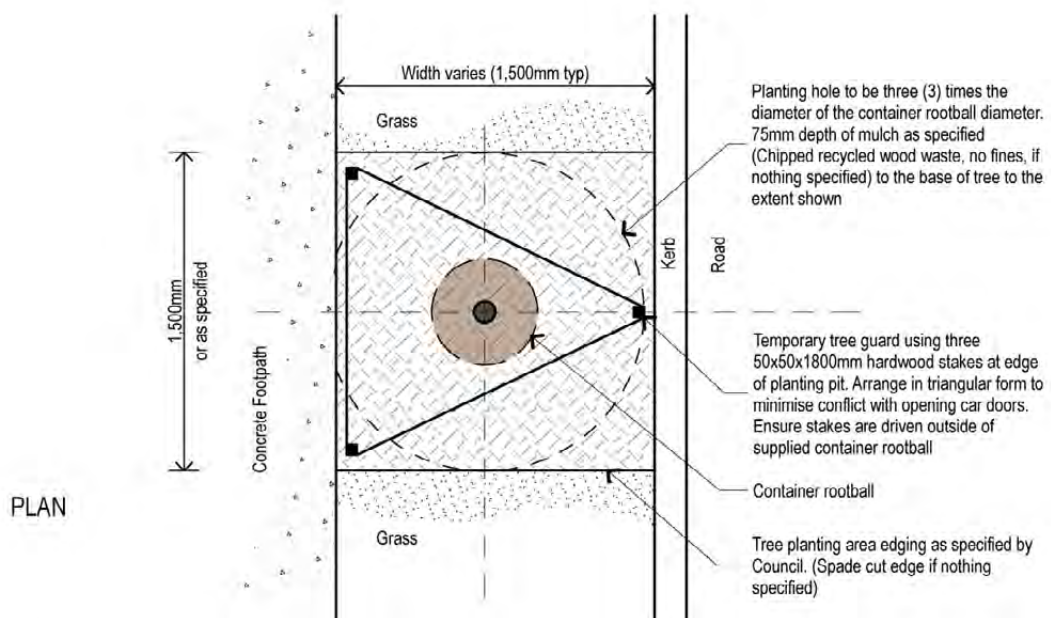 Width varies (1,500mm typ)
Grass
1,500mm
or as specified
Concrete Footpath
Kerb
Road
Planting hole to be three (3) times the
diameter of the container rootball diameter.
75mm depth of mulch as specified
(Chipped recycled wood waste, no fines, if
nothing specified) to the base of tree to the
extent shown
Temporary tree guard using three
50x50x1800mm hardwood stakes at edge
of planting pit. Arrange in triangular form to
minimise conflict with opening car doors.
Ensure stakes are driven outside of
supplied container rootball
Container rootball
PLAN
Grass
Tree planting area edging as specified by
Council. (Spade cut edge if nothing
specified)